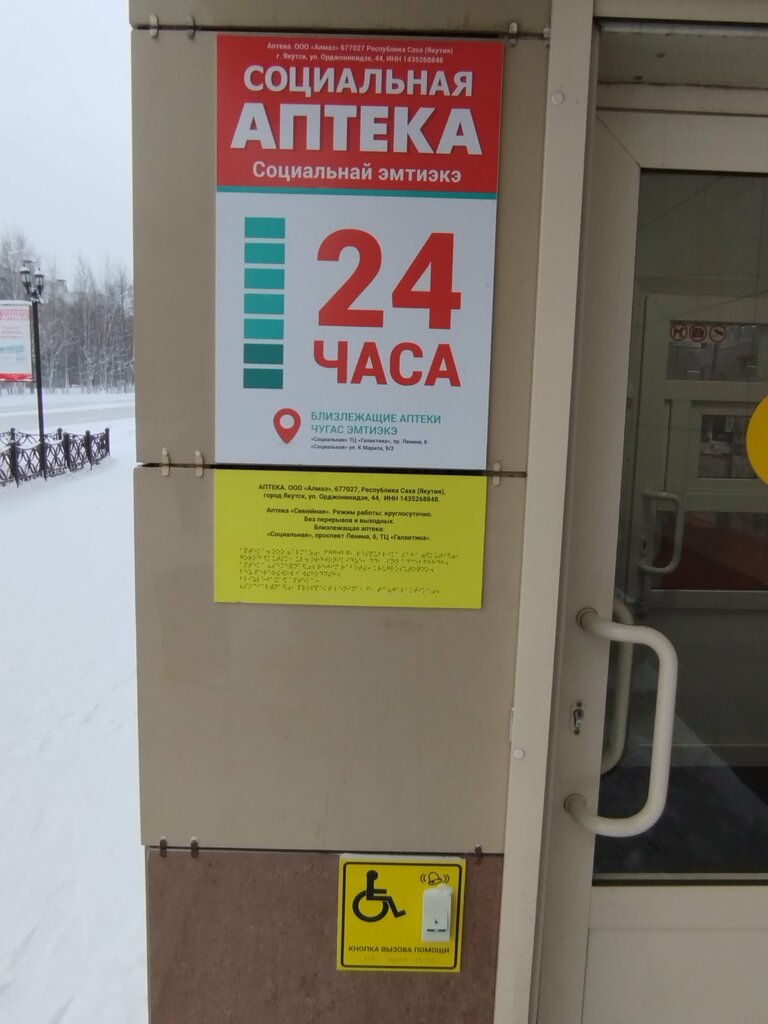 Аптека. ООО «Алмаз» 677027 Республика Саха (Якутия)
г. Якутск, ул. Орджоникидзе, 44, ИНН 1435268848
СОЦИАЛЬНАЯ
АПТЕКА
Социальнай эмтиэкэ
24
ЧАСА
БЛИЗЛЕЖАЩИЕ АПТЕКИ
ЧУГАС ЭМТИЭКЭ
«Социальная» ТЦ «Галактика», пр. Ленина, 6
«Социальная» ул. К Маркса, 9/2
АПТЕКА. ООО «Алмаз», 677027, Республика Саха (Якутия),
город Якутск, ул. Орджоникидзе, 44, ИНН 1435268848.
Аптека «Семейная». Режим работы: круглосуточно.
Без перерывов и выходных.
Близлежащая аптека:
«Социальная», проспект Ленина, 6, ТЦ «Галактика».
КНОПКА ВЫЗОВА ПОМОЩИ
АПТЕКА